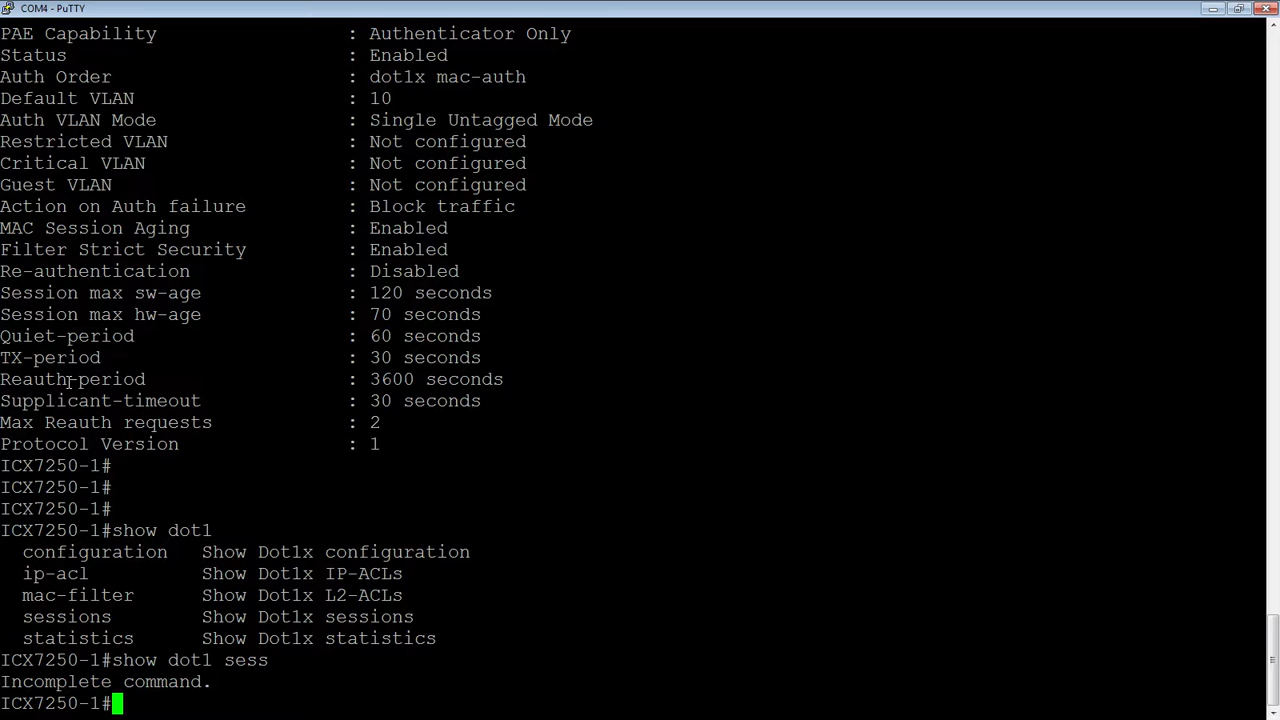 COM4 - PuTTY
PAE Capability : Authenticator Only
Status : Enabled
Auth Order : dot1x mac-auth
Default VLAN : 10
Auth VLAN Mode : Single Untagged Mode
Restricted VLAN : Not configured
Critical VLAN : Not configured
Guest VLAN : Not configured
Action on Auth failure : Block traffic
MAC Session Aging : Enabled
Filter Strict Security : Enabled
Re-authentication : Disabled
Session max sw-age : 120 seconds
Session max hw-age : 70 seconds
Quiet-period : 60 seconds
TX-period : 30 seconds
Reauth-period : 3600 seconds
Supplicant-timeout : 30 seconds
Max Reauth requests : 2
Protocol Version : 1
ICX7250-1#
ICX7250-1#
ICX7250-1#
ICX7250-1#show dot1
configuration Show Dot1x configuration
ip-acl Show Dot1x IP-ACLs
mac-filter Show Dot1x L2-ACLs
sessions Show Dot1x sessions
statistics Show Dot1x statistics
ICX7250-1#show dot1 sess
Incomplete command.
ICX7250-1#